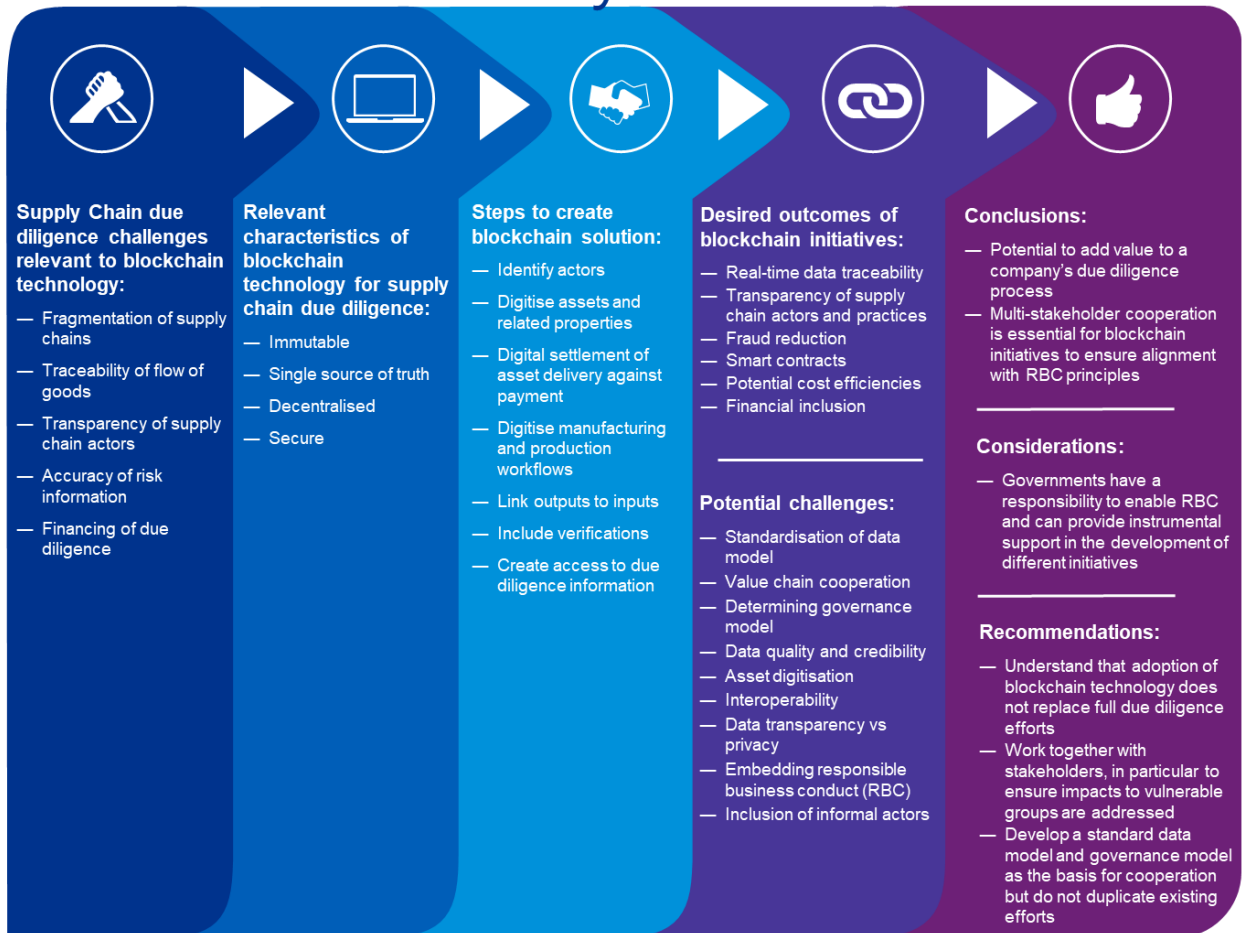 Supply Chain due
diligence challenges
relevant to blockchain
technology:
— Fragmentation of supply
chains
— Traceability of flow of
goods
— Transparency of supply
chain actors
— Accuracy of risk
information
— Financing of due
diligence
Relevant
characteristics of
blockchain
technology for supply
chain due diligence:
— Immutable
— Single source of truth
— Decentralised
— Secure
Steps to create
blockchain solution:
— Identify actors
— Digitise assets and
related properties
— Digital settlement of
asset delivery against
payment
— Digitise manufacturing
and production
workflows
— Link outputs to inputs
— Include verifications
— Create access to due
diligence information
Desired outcomes of
blockchain initiatives:
— Real-time data traceability
— Transparency of supply
chain actors and practices
— Fraud reduction
— Smart contracts
— Potential cost efficiencies
— Financial inclusion
Potential challenges:
— Standardisation of data
model
— Value chain cooperation
— Determining governance
model
— Data quality and credibility
— Asset digitisation
— Interoperability
— Data transparency vs
privacy
— Embedding responsible
business conduct (RBC)
— Inclusion of informal actors
Conclusions:
— Potential to add value to a
company's due diligence
process
— Multi-stakeholder cooperation
is essential for blockchain
initiatives to ensure alignment
with RBC principles
Considerations:
— Governments have a
responsibility to enable RBC
and can provide instrumental
support in the development of
different initiatives
Recommendations:
— Understand that adoption of
blockchain technology does
not replace full due diligence
efforts
— Work together with
stakeholders, in particular to
ensure impacts to vulnerable
groups are addressed
— Develop a standard data
model and governance model
as the basis for cooperation
but do not duplicate existing
efforts